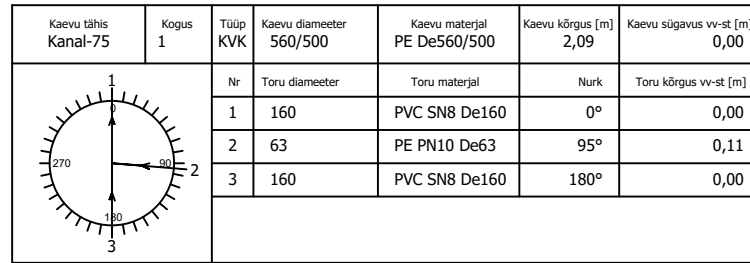 Kaevu tähis Kogus Tüüp Kaevu diameeter Kaevu materjal Kaevu kõrgus [m] Kaevu sügavus vv-st [m]
Kanal-75 1 KVK 560/500 PE De560/500 2,09 0,00
Nr Toru diameeter Toru materjal Nurk Toru kõrgus vv-st [m]
1 160 PVC SN8 De160 0° 0,00
2 63 PE PN10 De63 95° 0,11
3 160 PVC SN8 De160 180° 0,00
1
0
270 90 2
180
3